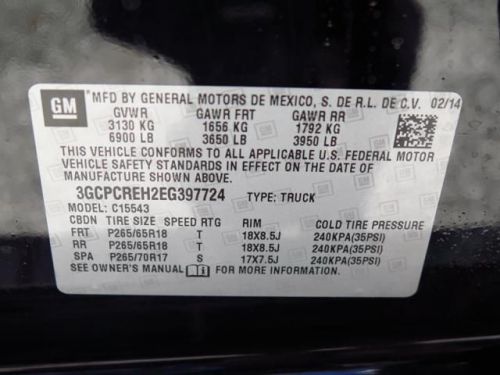 GM MFD BY GENERAL MOTORS DE MEXICO, S. DE R.L. DE C.V. 02/14
GVWR GAWR FRT GAWR RR
3130 KG 1656 KG 1792 KG
6900 LB 3650 LB 3950 LB
THIS VEHICLE CONFORMS TO ALL APPLICABLE U.S. FEDERAL MOTOR
VEHICLE SAFETY STANDARDS IN EFFECT ON THE DATE OF
MANUFACTURE SHOWN ABOVE.
3GCPCREH2EG397724 TYPE: TRUCK
MODEL: C15543
CBDN TIRE SIZE SPEED RTG RIM COLD TIRE PRESSURE
FRT P265/65R18 T 18X8.5J 240KPA(35PSI)
RR P265/65R18 T 18X8.5J 240KPA(35PSI)
SPA P265/70R17 S 17X7.5J 240KPA(35PSI)
SEE OWNER'S MANUAL FOR MORE INFORMATION.